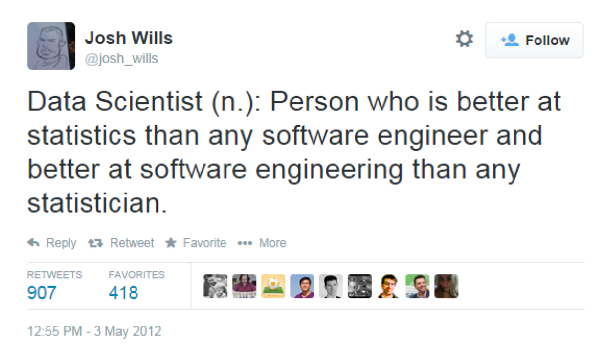 Josh Wills
@josh_wills
Follow
Data Scientist (n.): Person who is better at
statistics than any software engineer and
better at software engineering than any
statistician.
Reply Retweet Favorite More
RETWEETS FAVORITES
907 418
12:55 PM - 3 May 2012